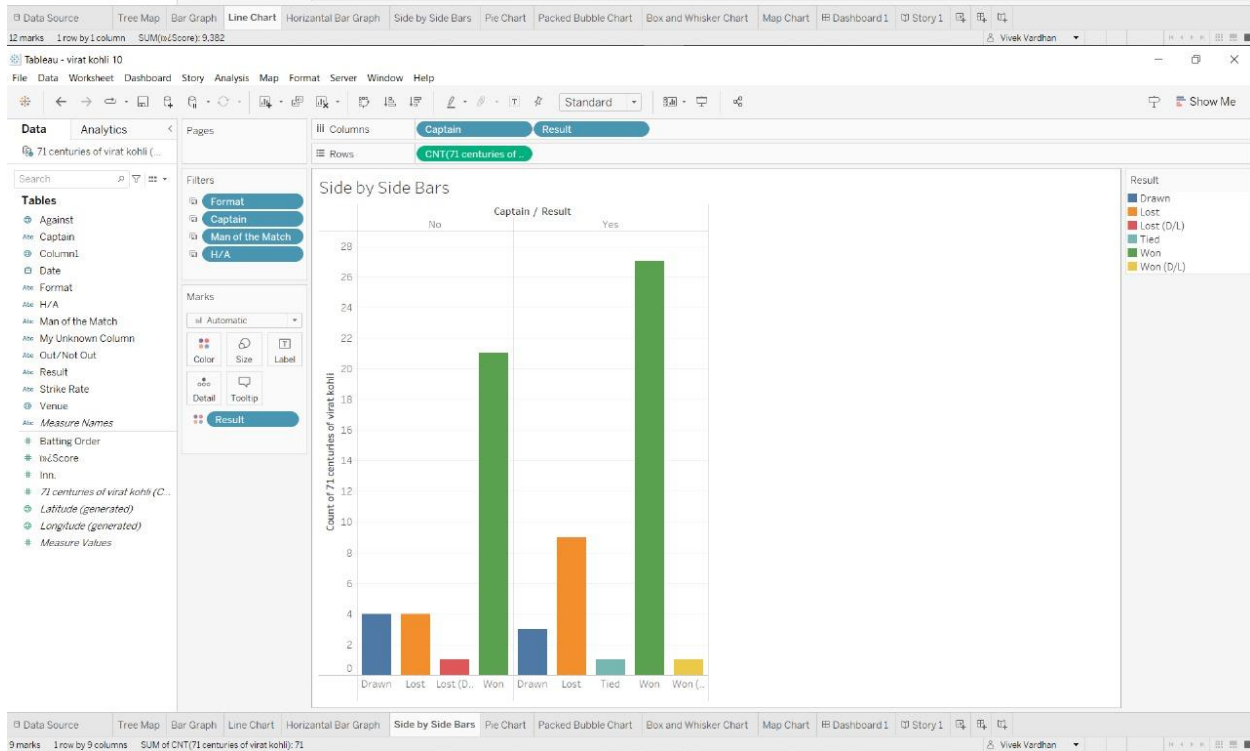 Data Source Tree Map Bar Graph Line Chart Horizantal Bar Graph Side by Side Bars Pie Chart Packed Bubble Chart Box and Whisker Chart Map Chart Dashboard 1 Story 1
12 marks 1 row by 1 column SUM(ï»¿Score): 9,382 Vivek Vardhan
Tableau - virat kohli 10
File Data Worksheet Dashboard Story Analysis Map Format Server Window Help
Standard Show Me
Data Analytics
71 centuries of virat kohli (...
Search
Tables
Against
Abc Captain
Column1
Date
Abc Format
Abc H/A
Abc Man of the Match
Abc My Unknown Column
Abc Out/Not Out
Abc Result
Abc Strike Rate
Venue
Abc Measure Names
# Batting Order
# ï»¿Score
# Inn.
# 71 centuries of virat kohli (C...
Latitude (generated)
Longitude (generated)
# Measure Values
Pages
Filters
Format
Captain
Man of the Match
H/A
Marks
Automatic
Color Size Label
Detail Tooltip
Result
Columns Captain Result
Rows CNT(71 centuries of ..
Side by Side Bars
Captain / Result
No Yes
Count of 71 centuries of virat kohli
28
26
24
22
20
18
16
14
12
10
8
6
4
2
0
Drawn Lost Lost (D.. Won Drawn Lost Tied Won Won (..
Result
Drawn
Lost
Lost (D/L)
Tied
Won
Won (D/L)
Data Source Tree Map Bar Graph Line Chart Horizantal Bar Graph Side by Side Bars Pie Chart Packed Bubble Chart Box and Whisker Chart Map Chart Dashboard 1 Story 1
9 marks 1 row by 9 columns SUM of CNT(71 centuries of virat kohli): 71 Vivek Vardhan